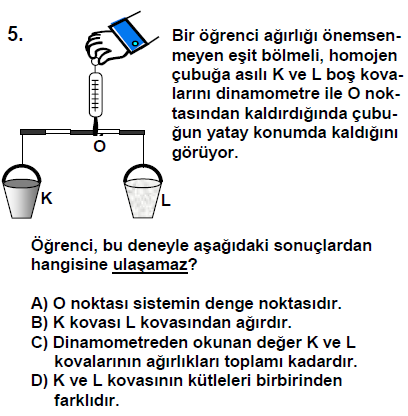 5.
Bir öğrenci ağırlığı önemsen-
meyen eşit bölmeli, homojen
çubuğa asılı K ve L boş kova-
larını dinamometre ile O nok-
tasından kaldırdığında çubu-
ğun yatay konumda kaldığını
görüyor.
O
K
L
Öğrenci, bu deneyle aşağıdaki sonuçlardan
hangisine ulaşamaz?
A) O noktası sistemin denge noktasıdır.
B) K kovası L kovasından ağırdır.
C) Dinamometreden okunan değer K ve L
kovalarının ağırlıkları toplamı kadardır.
D) K ve L kovasının kütleleri birbirinden
farklıdır.